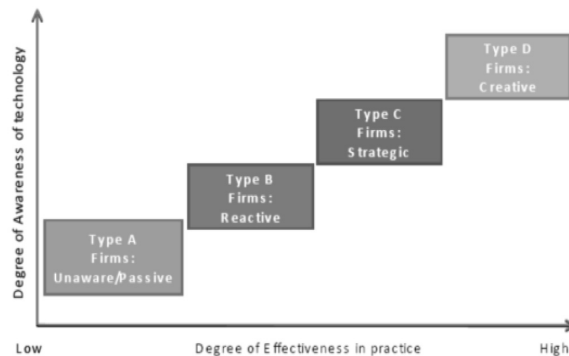 Degree of Awareness of technology
Type D
Firms:
Creative
Type C
Firms:
Strategic
Type B
Firms:
Reactive
Type A
Firms:
Unaware/Passive
Low
Degree of Effectiveness in practice
High